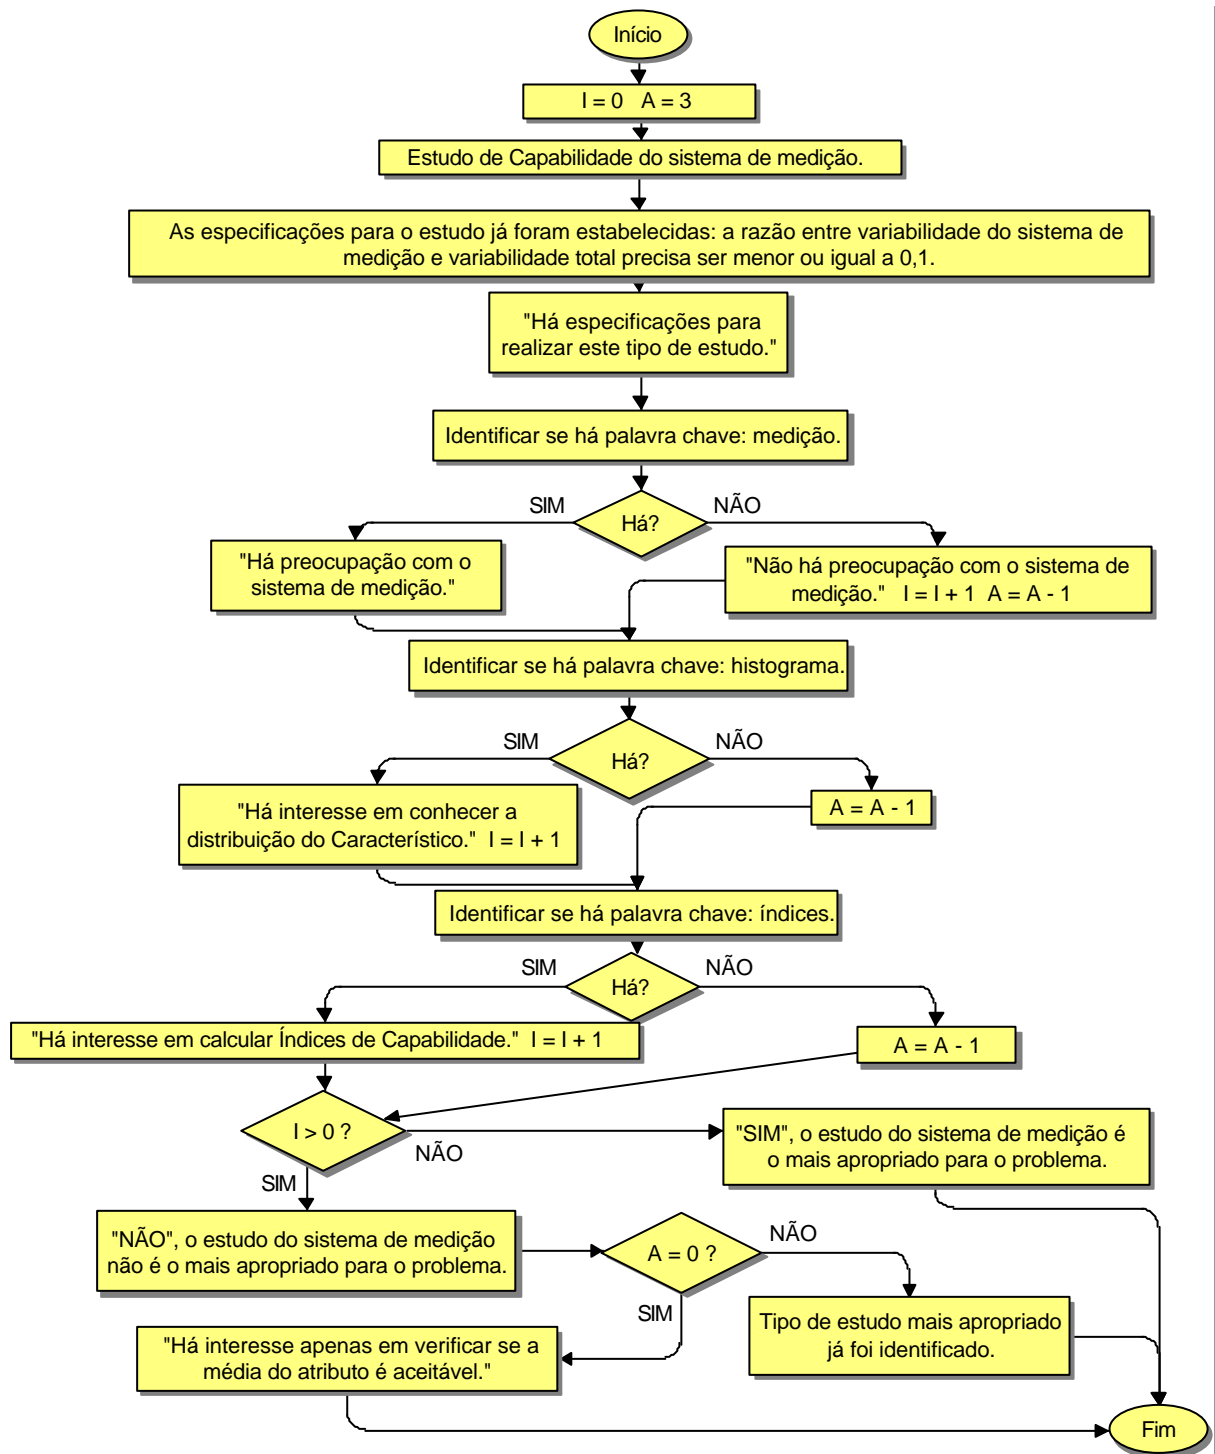 Início
I = 0   A = 3
Estudo de Capabilidade do sistema de medição.
As especificações para o estudo já foram estabelecidas: a razão entre variabilidade do sistema de
medição e variabilidade total precisa ser menor ou igual a 0,1.
"Há especificações para
realizar este tipo de estudo."
Identificar se há palavra chave: medição.
SIM
Há?
NÃO
"Há preocupação com o
sistema de medição."
"Não há preocupação com o sistema de
medição."   I = I + 1  A = A - 1
Identificar se há palavra chave: histograma.
SIM
Há?
NÃO
"Há interesse em conhecer a
distribuição do Característico."  I = I + 1
A = A - 1
Identificar se há palavra chave: índices.
SIM
Há?
NÃO
"Há interesse em calcular Índices de Capabilidade."  I = I + 1
A = A - 1
I > 0 ?
NÃO
SIM
"SIM", o estudo do sistema de medição é
o mais apropriado para o problema.
"NÃO", o estudo do sistema de medição
não é o mais apropriado para o problema.
A = 0 ?
NÃO
SIM
Tipo de estudo mais apropriado
já foi identificado.
"Há interesse apenas em verificar se a
média do atributo é aceitável."
Fim